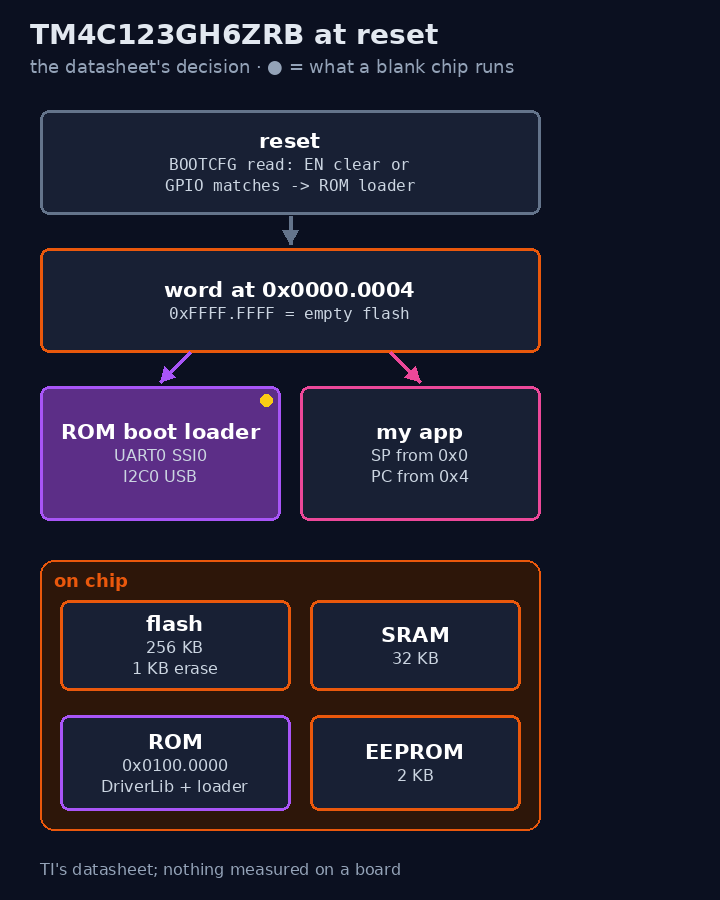 TM4C123GH6ZRB at reset
the datasheet's decision · ● = what a blank chip runs
reset
BOOTCFG read: EN clear or
GPIO matches -> ROM loader
word at 0x0000.0004
0xFFFF.FFFF = empty flash
ROM boot loader
UART0 SSI0
I2C0 USB
my app
SP from 0x0
PC from 0x4
on chip
flash
256 KB
1 KB erase
SRAM
32 KB
ROM
0x0100.0000
DriverLib + loader
EEPROM
2 KB
TI's datasheet; nothing measured on a board